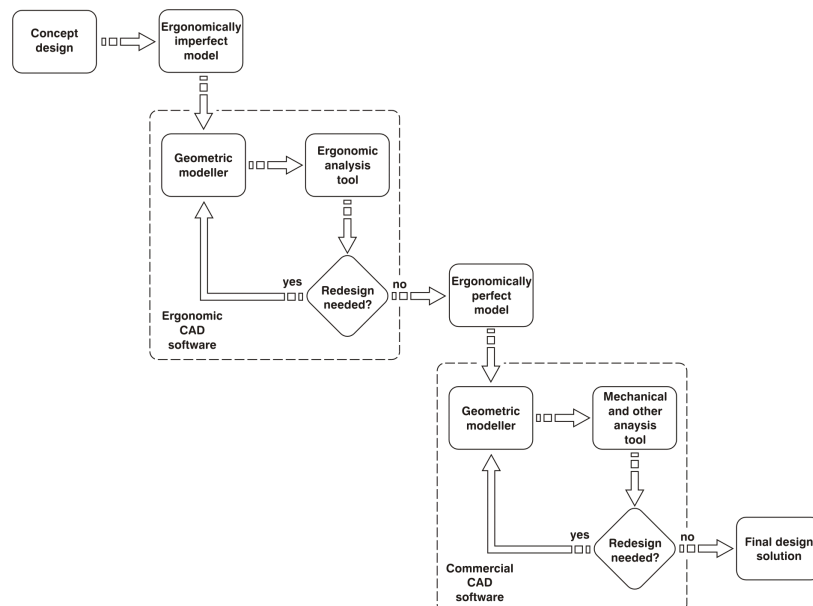 Concept
design
Ergonomically
imperfect
model
Geometric
modeller
Ergonomic
analysis
tool
yes
Redesign
needed?
no
Ergonomic
CAD
software
Ergonomically
perfect
model
Geometric
modeller
Mechanical
and other
anaysis
tool
yes
Redesign
needed?
no
Final design
solution
Commercial
CAD
software